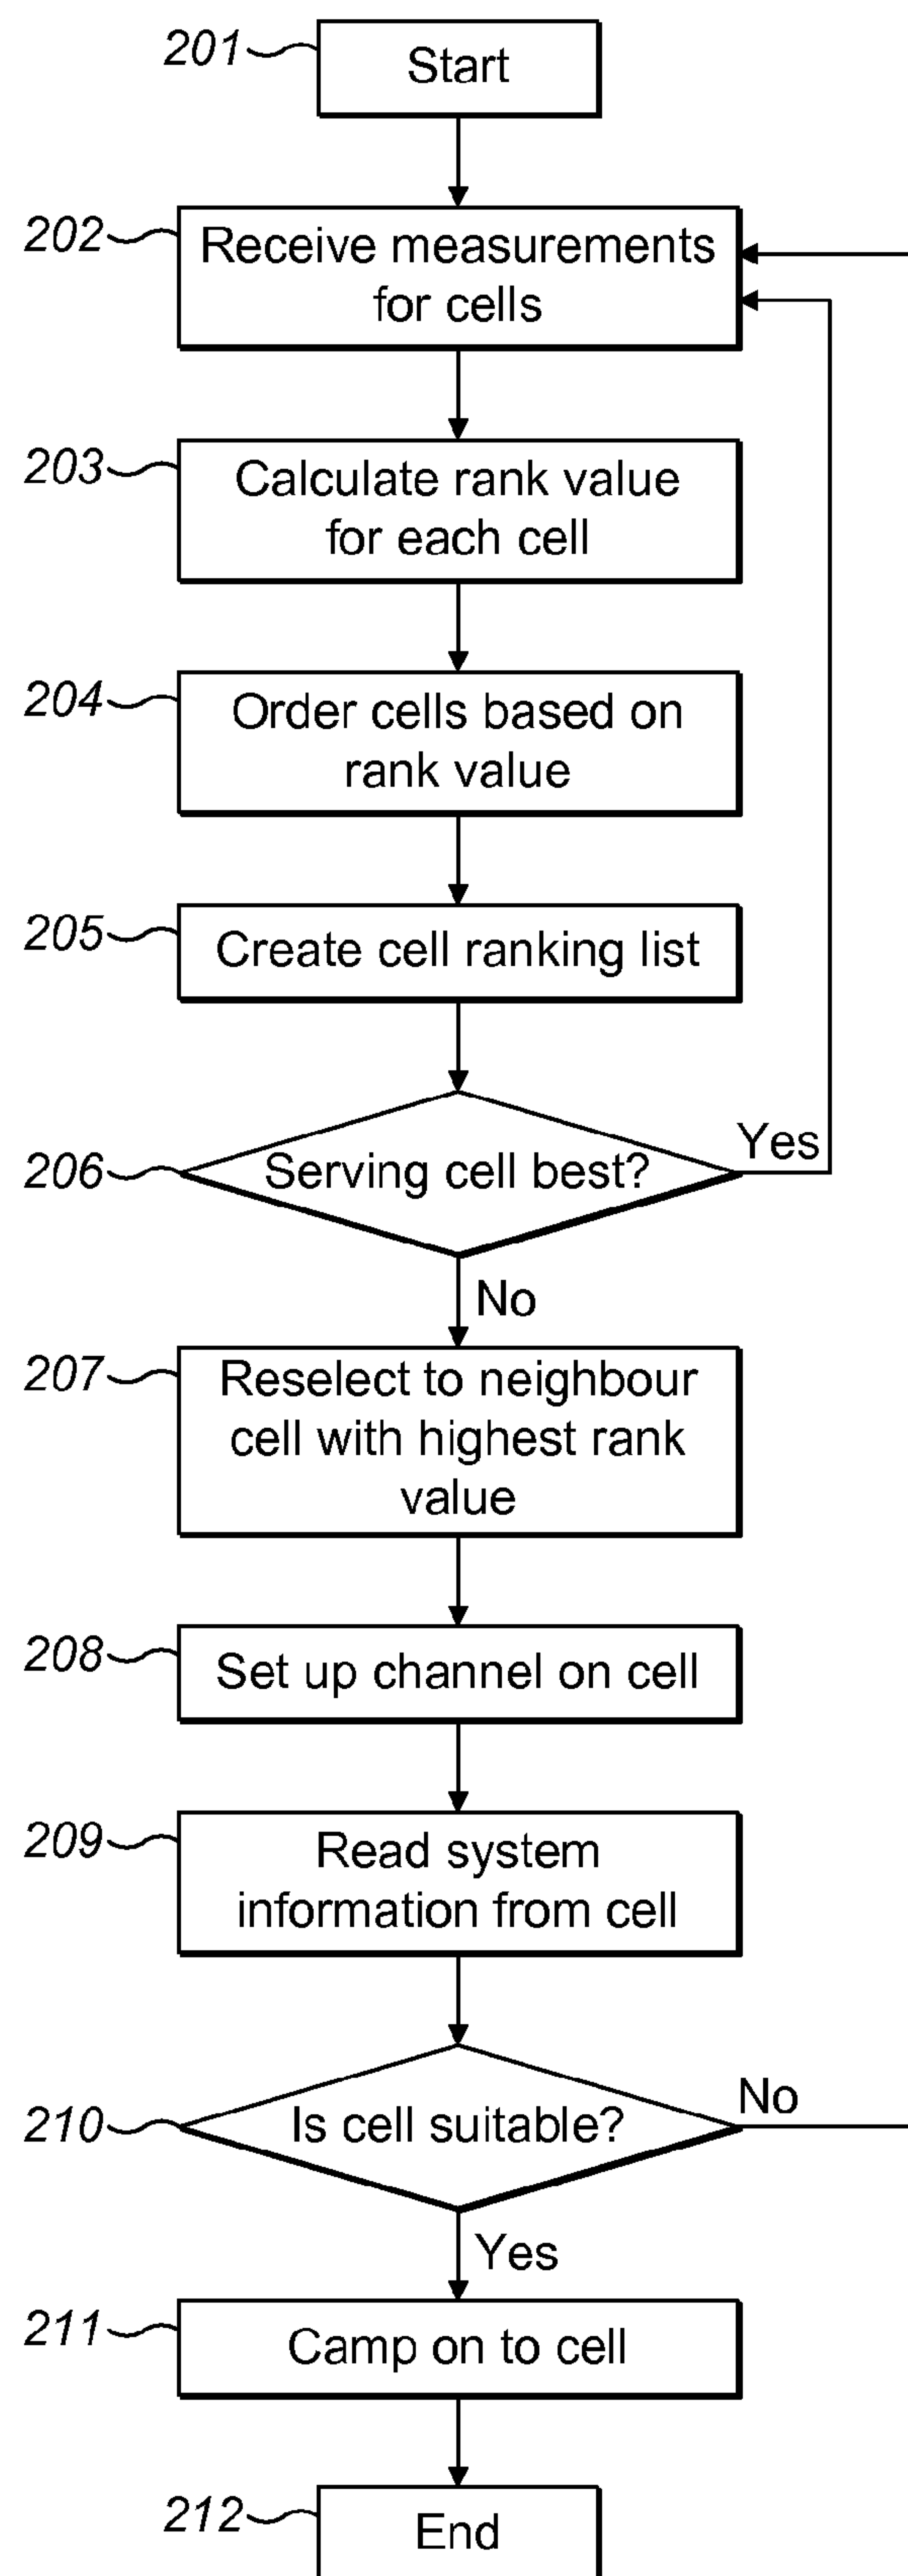 201
Start
202
Receive measurements
for cells
203
Calculate rank value
for each cell
204
Order cells based on
rank value
205
Create cell ranking list
206
Serving cell best?
Yes
No
207
Reselect to neighbour
cell with highest rank
value
208
Set up channel on cell
209
Read system
information from cell
210
Is cell suitable?
No
Yes
211
Camp on to cell
212
End